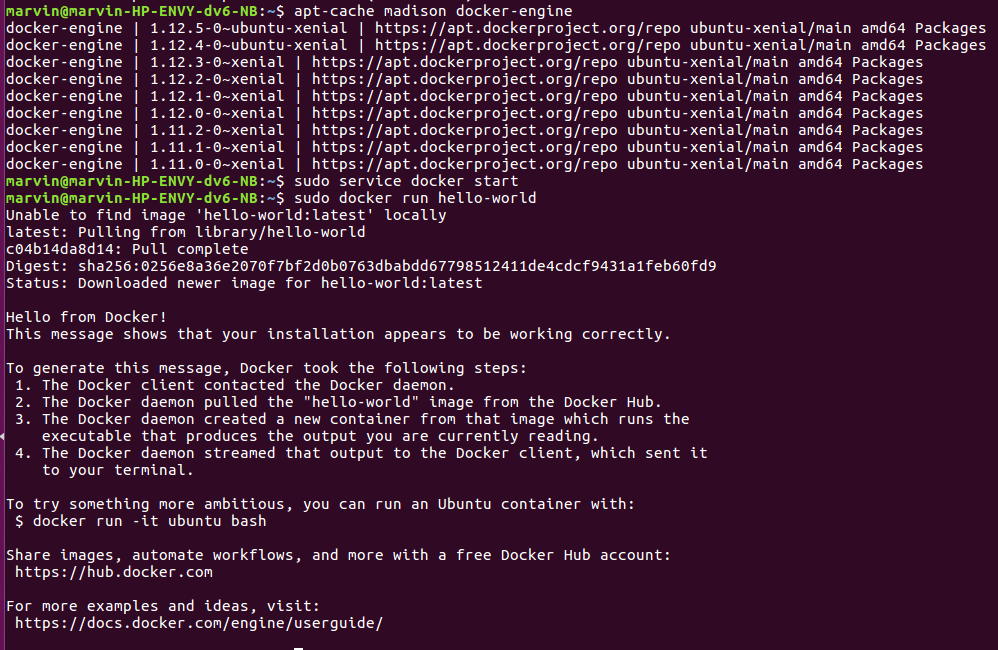 marvin@marvin-HP-ENVY-dv6-NB:~$ apt-cache madison docker-engine
docker-engine | 1.12.5-0~ubuntu-xenial | https://apt.dockerproject.org/repo ubuntu-xenial/main amd64 Packages
docker-engine | 1.12.4-0~ubuntu-xenial | https://apt.dockerproject.org/repo ubuntu-xenial/main amd64 Packages
docker-engine | 1.12.3-0~xenial | https://apt.dockerproject.org/repo ubuntu-xenial/main amd64 Packages
docker-engine | 1.12.2-0~xenial | https://apt.dockerproject.org/repo ubuntu-xenial/main amd64 Packages
docker-engine | 1.12.1-0~xenial | https://apt.dockerproject.org/repo ubuntu-xenial/main amd64 Packages
docker-engine | 1.12.0-0~xenial | https://apt.dockerproject.org/repo ubuntu-xenial/main amd64 Packages
docker-engine | 1.11.2-0~xenial | https://apt.dockerproject.org/repo ubuntu-xenial/main amd64 Packages
docker-engine | 1.11.1-0~xenial | https://apt.dockerproject.org/repo ubuntu-xenial/main amd64 Packages
docker-engine | 1.11.0-0~xenial | https://apt.dockerproject.org/repo ubuntu-xenial/main amd64 Packages
marvin@marvin-HP-ENVY-dv6-NB:~$ sudo service docker start
marvin@marvin-HP-ENVY-dv6-NB:~$ sudo docker run hello-world
Unable to find image 'hello-world:latest' locally
latest: Pulling from library/hello-world
c04b14da8d14: Pull complete
Digest: sha256:0256e8a36e2070f7bf2d0b0763dbabdd67798512411de4cdcf9431a1feb60fd9
Status: Downloaded newer image for hello-world:latest

Hello from Docker!
This message shows that your installation appears to be working correctly.

To generate this message, Docker took the following steps:
 1. The Docker client contacted the Docker daemon.
 2. The Docker daemon pulled the "hello-world" image from the Docker Hub.
 3. The Docker daemon created a new container from that image which runs the
    executable that produces the output you are currently reading.
 4. The Docker daemon streamed that output to the Docker client, which sent it
    to your terminal.

To try something more ambitious, you can run an Ubuntu container with:
 $ docker run -it ubuntu bash

Share images, automate workflows, and more with a free Docker Hub account:
 https://hub.docker.com

For more examples and ideas, visit:
 https://docs.docker.com/engine/userguide/